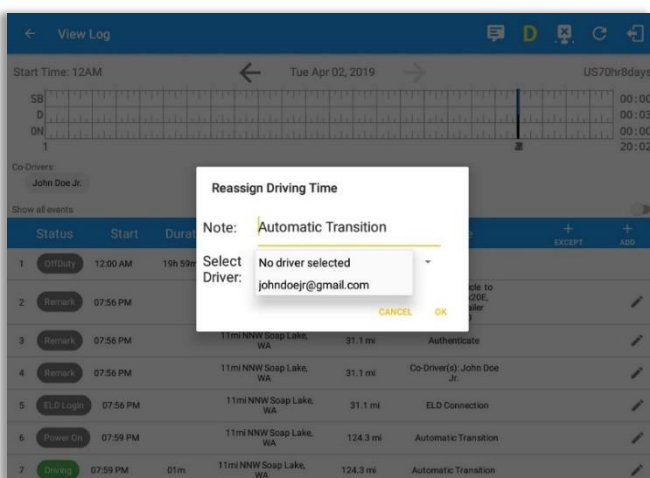 View Log
D
Start Time: 12AM
Tue Apr 02, 2019
US70hr8days
SB
00:00
D
00:03
ON
00:00
1
20:02
Co-Drivers:
John Doe Jr.
Show all events
Reassign Driving Time
Note: Automatic Transition
Select Driver:
No driver selected
johndoejr@gmail.com
CANCEL OK
Status Start Durat
EXCEPT ADD
1 OffDuty 12:00 AM 19h 59m
2 Remark 07:56 PM
3 Remark 07:56 PM 11mi NNW Soap Lake, WA 31.1 mi Authenticate
4 Remark 07:56 PM 11mi NNW Soap Lake, WA 31.1 mi Co-Driver(s): John Doe Jr.
5 ELD Login 07:56 PM 11mi NNW Soap Lake, WA 31.1 mi ELD Connection
6 Power On 07:59 PM 11mi NNW Soap Lake, WA 124.3 mi Automatic Transition
7 Driving 07:59 PM 01m 11mi NNW Soap Lake, WA 124.3 mi Automatic Transition